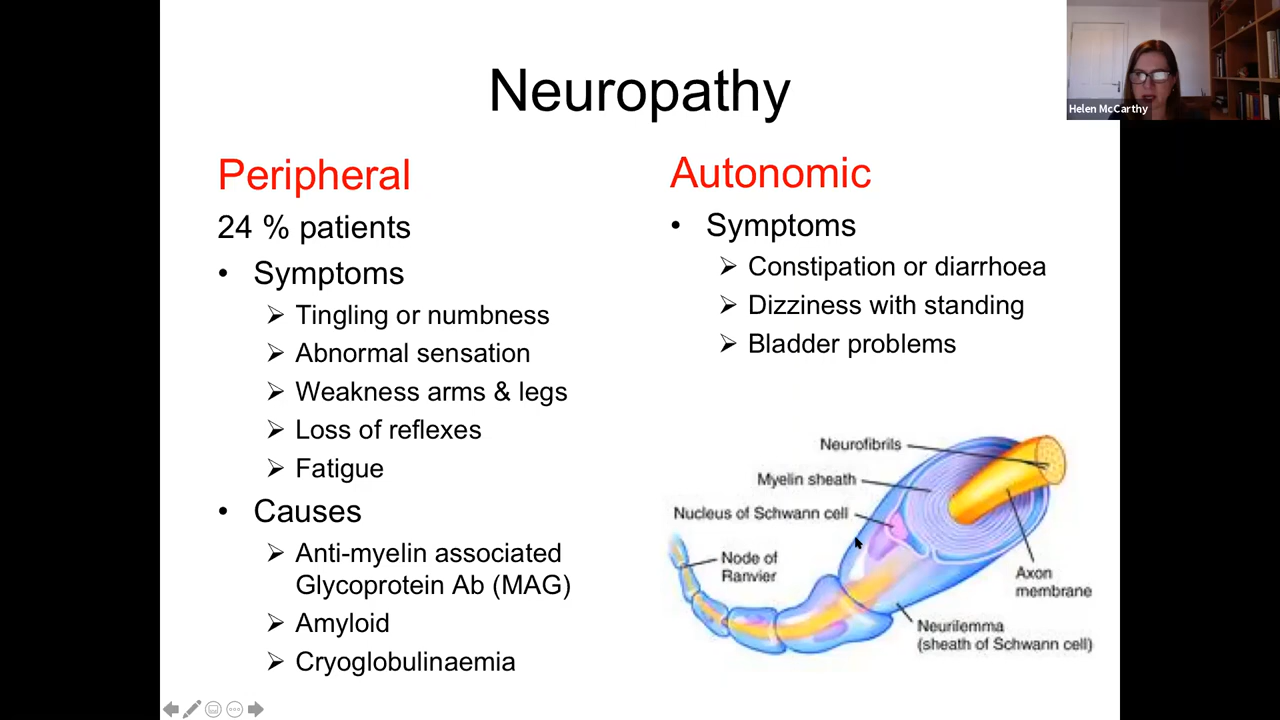 Neuropathy
Helen McCarthy
Peripheral
24 % patients
• Symptoms
➢ Tingling or numbness
➢ Abnormal sensation
➢ Weakness arms & legs
➢ Loss of reflexes
➢ Fatigue
• Causes
➢ Anti-myelin associated
Glycoprotein Ab (MAG)
➢ Amyloid
➢ Cryoglobulinaemia
Autonomic
• Symptoms
➢ Constipation or diarrhoea
➢ Dizziness with standing
➢ Bladder problems
Neurofibrils
Myelin sheath
Nucleus of Schwann cell
Node of
Ranvier
Axon
membrane
Neurilemma
(sheath of Schwann cell)